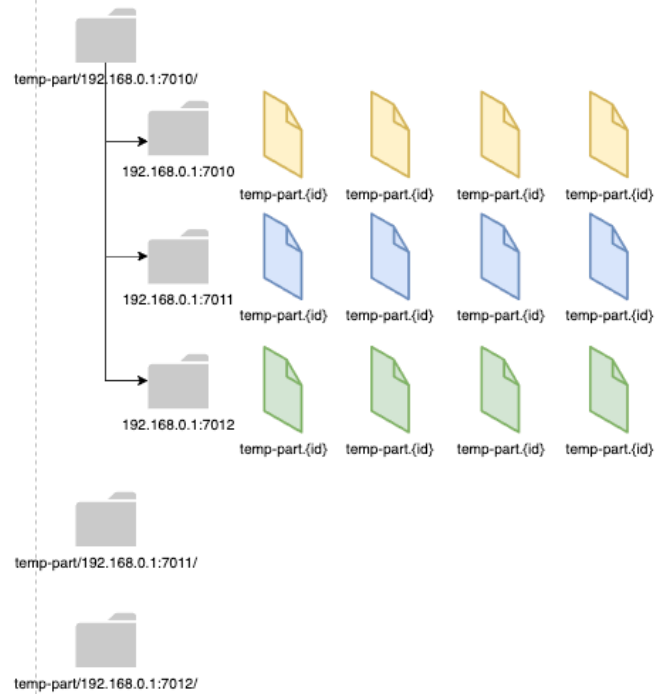 temp-part/192.168.0.1:7010/
192.168.0.1:7010
temp-part.{id} temp-part.{id} temp-part.{id} temp-part.{id}
192.168.0.1:7011
temp-part.{id} temp-part.{id} temp-part.{id} temp-part.{id}
192.168.0.1:7012
temp-part.{id} temp-part.{id} temp-part.{id} temp-part.{id}
temp-part/192.168.0.1:7011/
temp-part/192.168.0.1:7012/